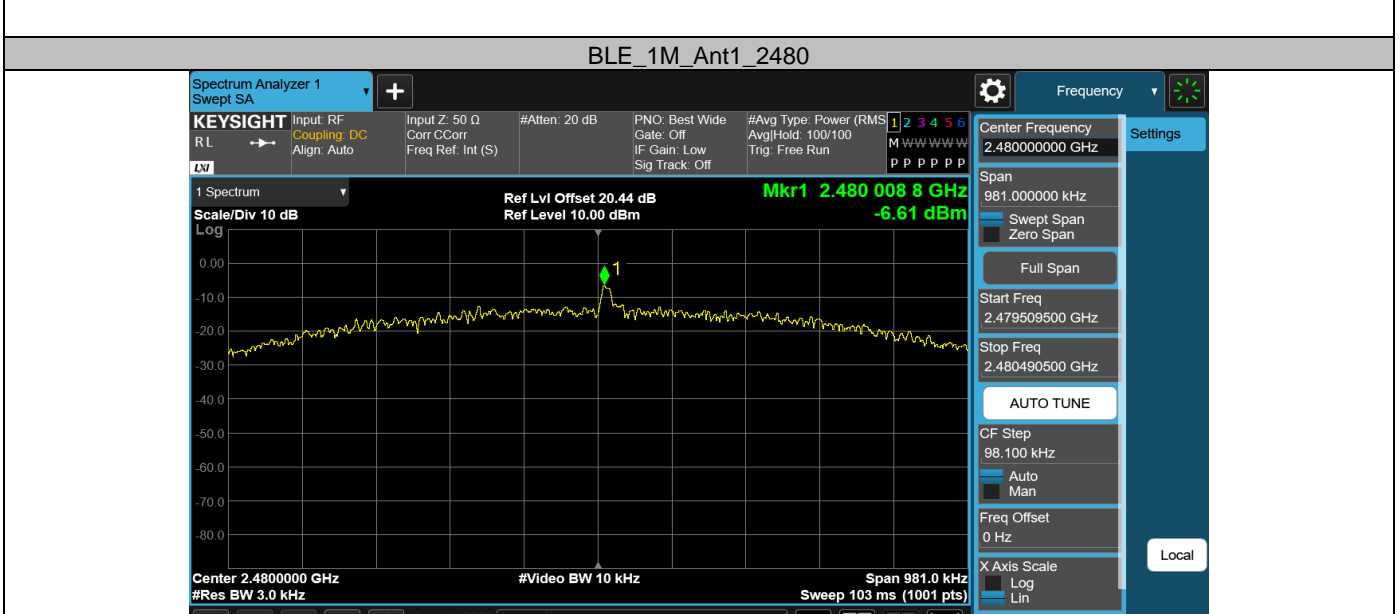 BLE_1M_Ant1_2480
Spectrum Analyzer 1
Swept SA
+
Frequency
KEYSIGHT
R L
LXI
Input: RF
Coupling: DC
Align: Auto
Input Z: 50 Ω
Corr CCorr
Freq Ref: Int (S)
#Atten: 20 dB
PNO: Best Wide
Gate: Off
IF Gain: Low
Sig Track: Off
#Avg Type: Power (RMS
Avg|Hold: 100/100
Trig: Free Run
1 2 3 4 5 6
M W W W W W
P P P P P P
1 Spectrum
Scale/Div 10 dB
Log
Ref Lvl Offset 20.44 dB
Ref Level 10.00 dBm
Mkr1 2.480 008 8 GHz
-6.61 dBm
1
0.00
-10.0
-20.0
-30.0
-40.0
-50.0
-60.0
-70.0
-80.0
Center 2.4800000 GHz
#Res BW 3.0 kHz
#Video BW 10 kHz
Span 981.0 kHz
Sweep 103 ms (1001 pts)
Center Frequency
2.480000000 GHz
Span
981.000000 kHz
Swept Span
Zero Span
Full Span
Start Freq
2.479509500 GHz
Stop Freq
2.480490500 GHz
AUTO TUNE
CF Step
98.100 kHz
Auto
Man
Freq Offset
0 Hz
X Axis Scale
Log
Lin
Settings
Local